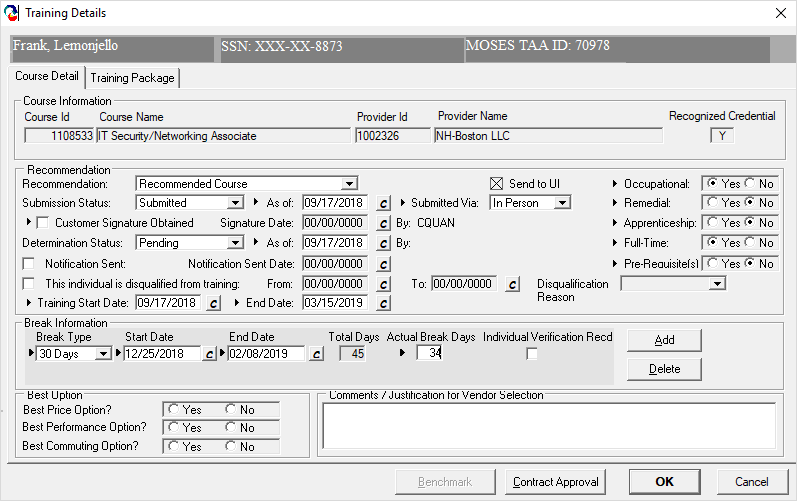 Training Details
Frank, Lemonjello SSN: XXX-XX-8873 MOSES TAA ID: 70978
Course Detail Training Package
Course Information
Course Id Course Name Provider Id Provider Name Recognized Credential
1108533 IT Security/Networking Associate 1002326 NH-Boston LLC Y
Recommendation
Recommendation: Recommended Course Send to UI Occupational: Yes No
Submission Status: Submitted As of: 09/17/2018 c Submitted Via: In Person Remedial: Yes No
Customer Signature Obtained Signature Date: 00/00/0000 c By: CQUAN Apprenticeship: Yes No
Determination Status: Pending As of: 09/17/2018 c By: Full-Time: Yes No
Notification Sent: Notification Sent Date: 00/00/0000 c Pre-Requisite(s) Yes No
This individual is disqualified from training: From: 00/00/0000 c To: 00/00/0000 c Disqualification
Reason
Training Start Date: 09/17/2018 c End Date: 03/15/2019 c
Break Information
Break Type Start Date End Date Total Days Actual Break Days Individual Verification Recd Add
30 Days 12/25/2018 c 02/08/2019 c 45 34
Delete
Best Option Comments / Justification for Vendor Selection
Best Price Option? Yes No
Best Performance Option? Yes No
Best Commuting Option? Yes No
Benchmark Contract Approval OK Cancel